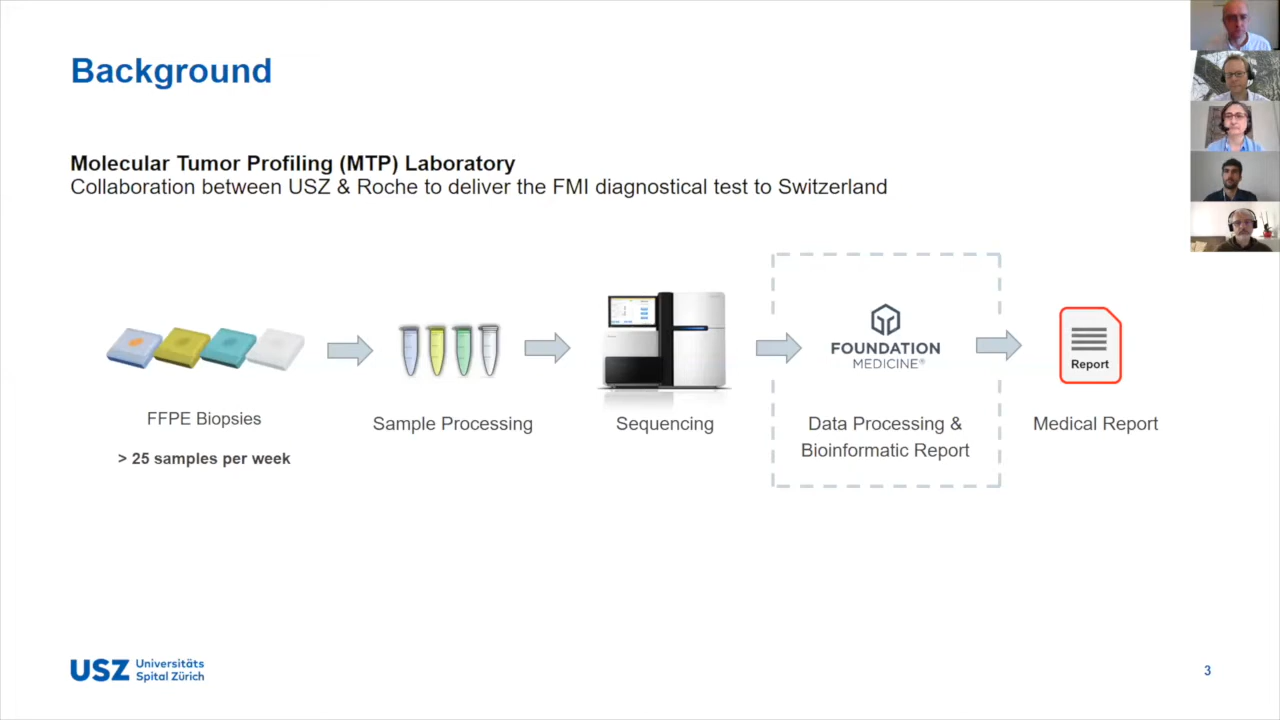 Background
Molecular Tumor Profiling (MTP) Laboratory
Collaboration between USZ & Roche to deliver the FMI diagnostical test to Switzerland
FOUNDATION
MEDICINE®
Report
FFPE Biopsies
Sample Processing
Sequencing
Data Processing &
Bioinformatic Report
Medical Report
> 25 samples per week
USZ Universitäts
Spital Zürich
3